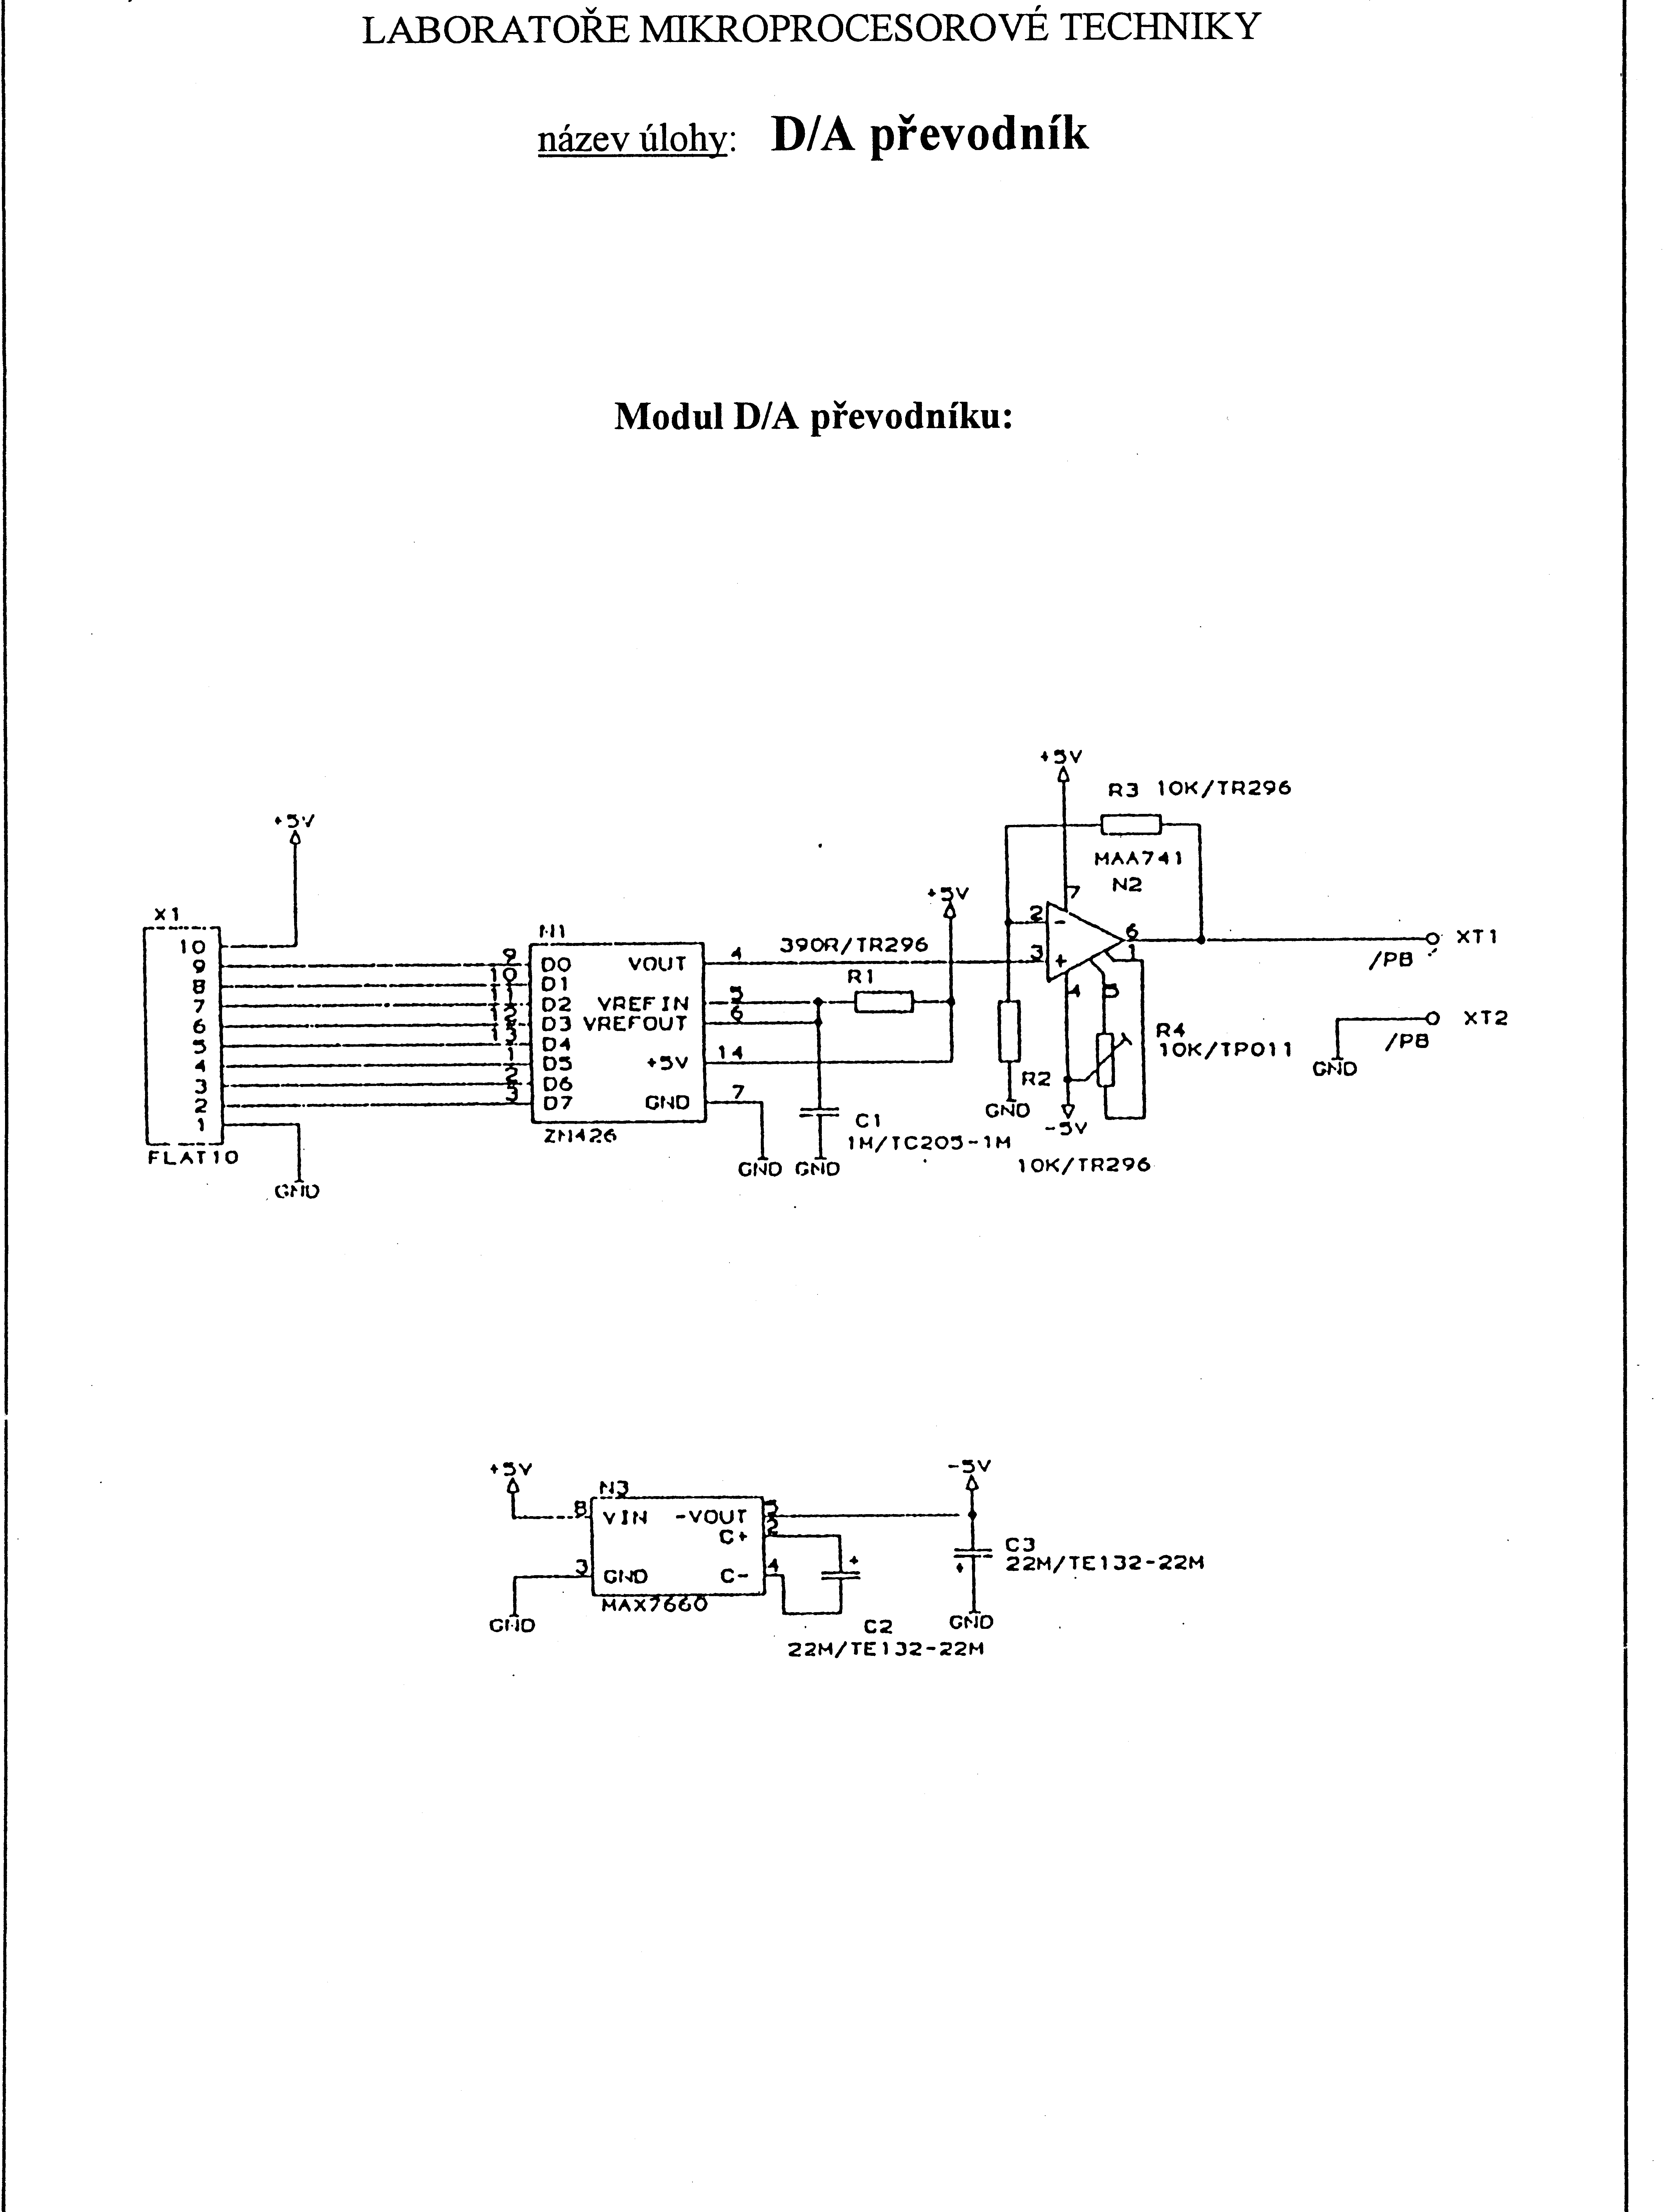 LABORATOŘE MIKROPROCESOROVÉ TECHNIKY
název úlohy: D/A převodník
Modul D/A převodníku:
+5V
R3 10K/TR296
MAA741
N2
7
2
-
3
+
6
1
4
5
XT1
/PB
XT2
/PB
GND
R4
10K/TP011
R2
GND
-5V
10K/TR296
+5V
X1
10
9
8
7
6
5
4
3
2
1
FLAT10
GND
N1
9
10
11
12
13
1
2
3
D0
D1
D2
D3
D4
D5
D6
D7
VOUT
VREFIN
VREFOUT
+5V
GND
4
5
6
14
7
ZN426
390R/TR296
R1
+5V
C1
1M/TC205-1M
GND GND
+5V
N3
8
VIN
-VOUT
5
2
C+
3
GND
C-
4
MAX7660
GND
+
C2
22M/TE132-22M
-5V
C3
22M/TE132-22M
+
GND